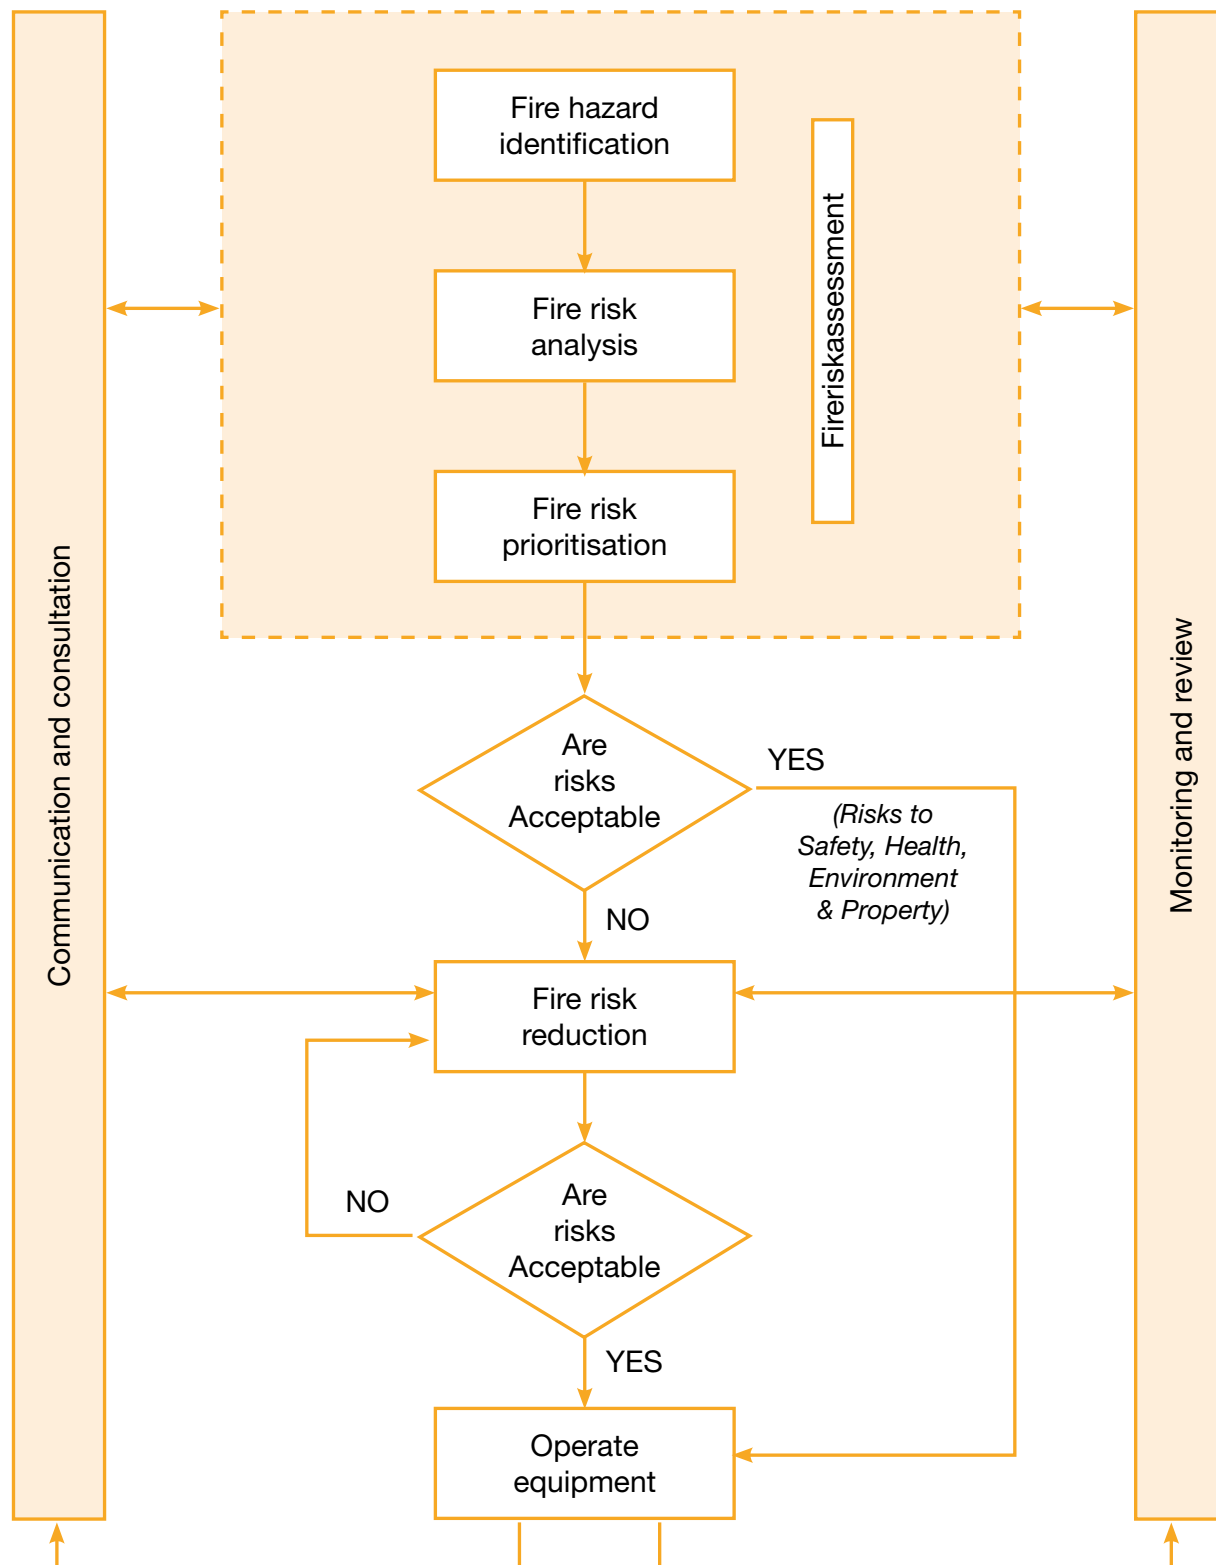 Fire hazard
identification
Fireriskassessment
Fire risk
analysis
Fire risk
prioritisation
Communication and consultation
Monitoring and review
Are
risks
Acceptable
YES
(Risks to
Safety, Health,
Environment
& Property)
NO
Fire risk
reduction
NO
Are
risks
Acceptable
YES
Operate
equipment